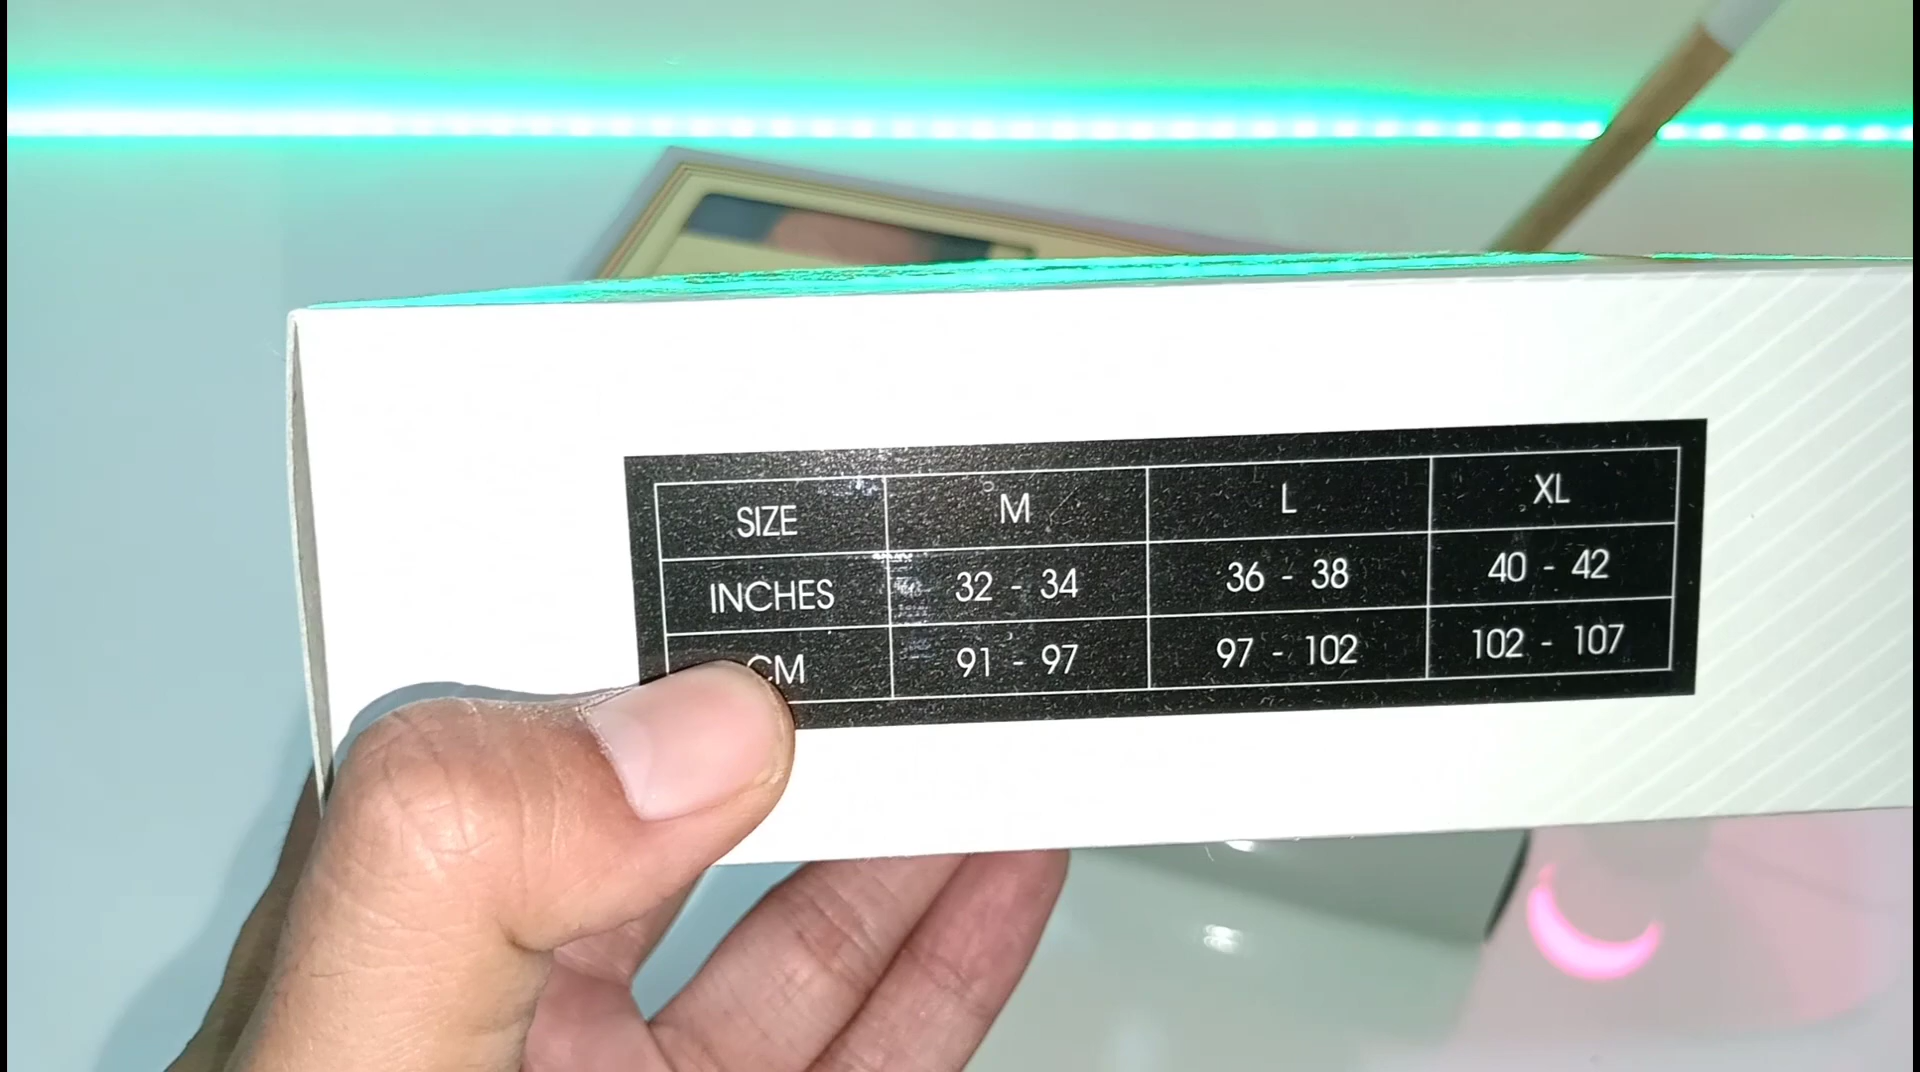 SIZE M L XL
INCHES 32 - 34 36 - 38 40 - 42
CM 91 - 97 97 - 102 102 - 107